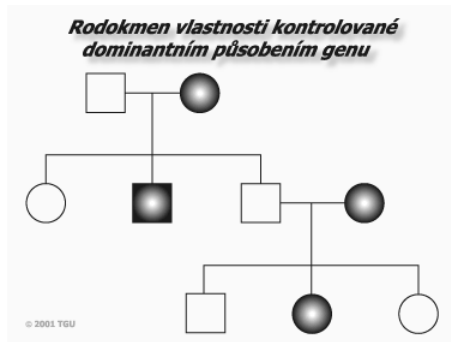 Rodokmen vlastnosti kontrolované
dominantním působením genu
© 2001 TGU